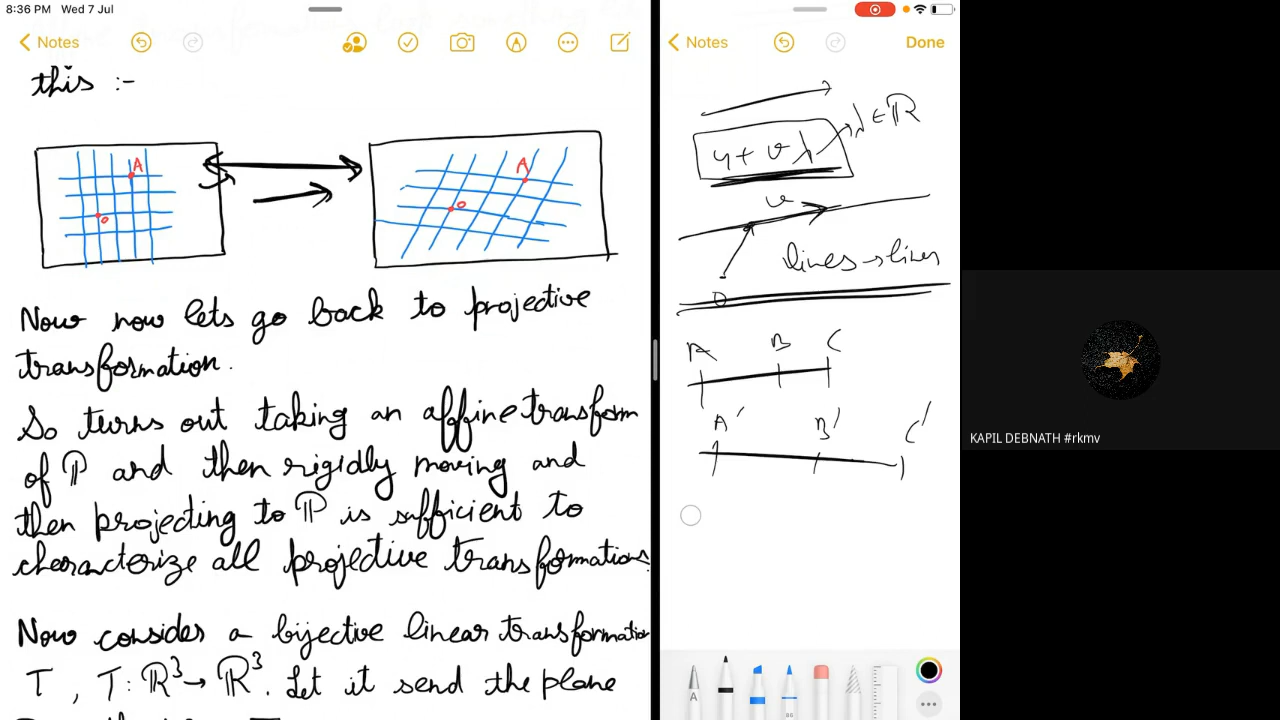 8:36 PM Wed 7 Jul
Notes
this :-
A
o
A
o
Now now lets go back to projective
transformation.
So turns out taking an affine transform
of ℙ and then rigidly moving and
then projecting to ℙ is sufficient to
characterize all projective transformations.
Now consider a bijective linear transformation
T, T: ℝ³→ ℝ³. Let it send the plane
Notes
Done
u + vλ
λ ∈ ℝ
v
lines → lines
O
A B C
A' B' C'
A
80
KAPIL DEBNATH #rkmv